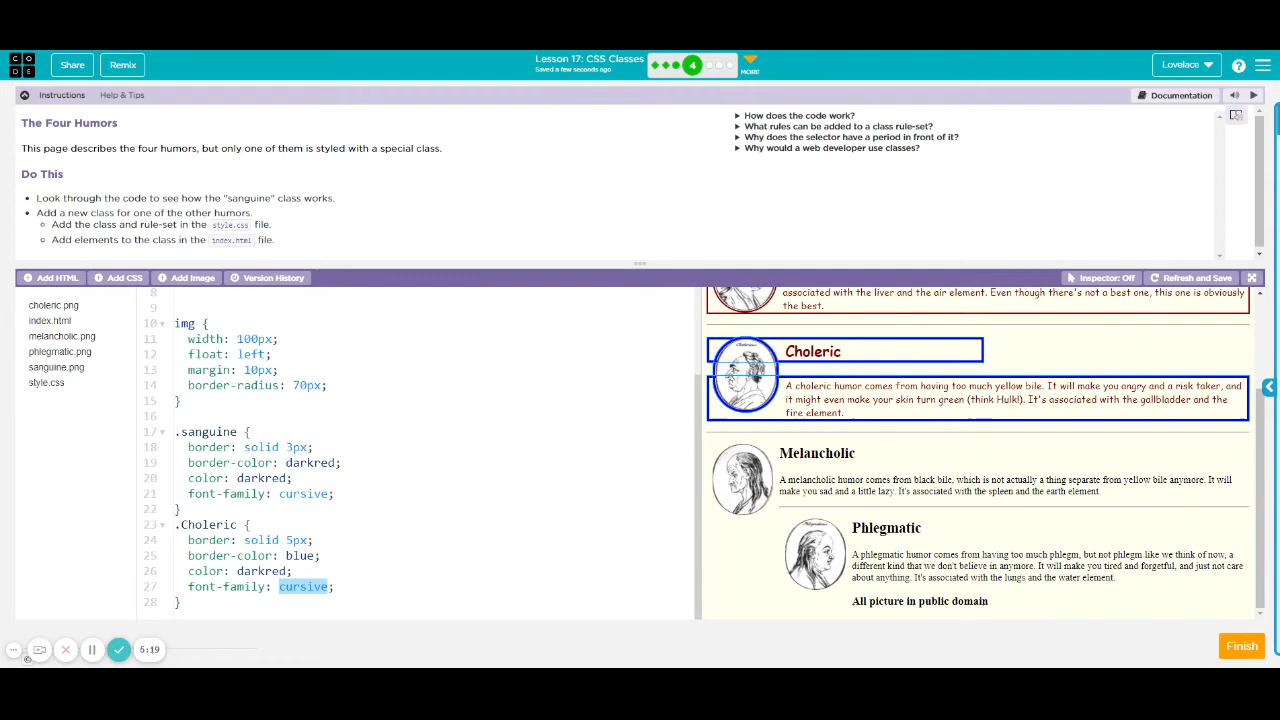 CO
DE
Share
Remix
Lesson 17: CSS Classes
Saved a few seconds ago
4
MORE
Lovelace
?
Instructions
Help & Tips
Documentation
The Four Humors
This page describes the four humors, but only one of them is styled with a special class.
Do This
Look through the code to see how the "sanguine" class works.
Add a new class for one of the other humors.
Add the class and rule-set in the style.css file.
Add elements to the class in the index.html file.
How does the code work?
What rules can be added to a class rule-set?
Why does the selector have a period in front of it?
Why would a web developer use classes?
Add HTML
Add CSS
Add Image
Version History
Inspector: Off
Refresh and Save
choleric.png
index.html
melancholic.png
phlegmatic.png
sanguine.png
style.css
8
9
10 img {
11 width: 100px;
12 float: left;
13 margin: 10px;
14 border-radius: 70px;
15 }
16
17 .sanguine {
18 border: solid 3px;
19 border-color: darkred;
20 color: darkred;
21 font-family: cursive;
22 }
23 .Choleric {
24 border: solid 5px;
25 border-color: blue;
26 color: darkred;
27 font-family: cursive;
28 }
associated with the liver and the air element. Even though there's not a best one, this one is obviously
the best.
Choleric
A choleric humor comes from having too much yellow bile. It will make you angry and a risk taker, and
it might even make your skin turn green (think Hulk!). It's associated with the gallbladder and the
fire element.
Melancholic
A melancholic humor comes from black bile, which is not actually a thing separate from yellow bile anymore. It will
make you sad and a little lazy. It's associated with the spleen and the earth element.
Phlegmatic
A phlegmatic humor comes from having too much phlegm, but not phlegm like we think of now, a
different kind that we don't believe in anymore. It will make you tired and forgetful, and just not care
about anything. It's associated with the lungs and the water element.
All picture in public domain
5:19
Finish